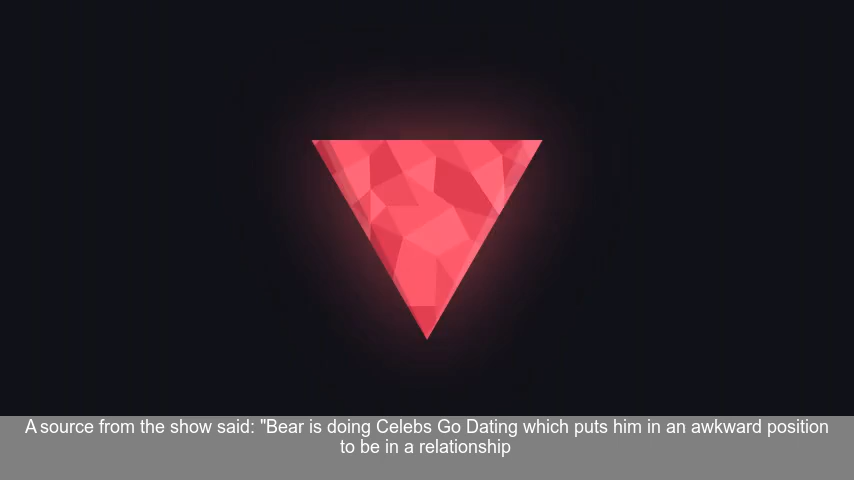 A source from the show said: "Bear is doing Celebs Go Dating which puts him in an awkward position
to be in a relationship